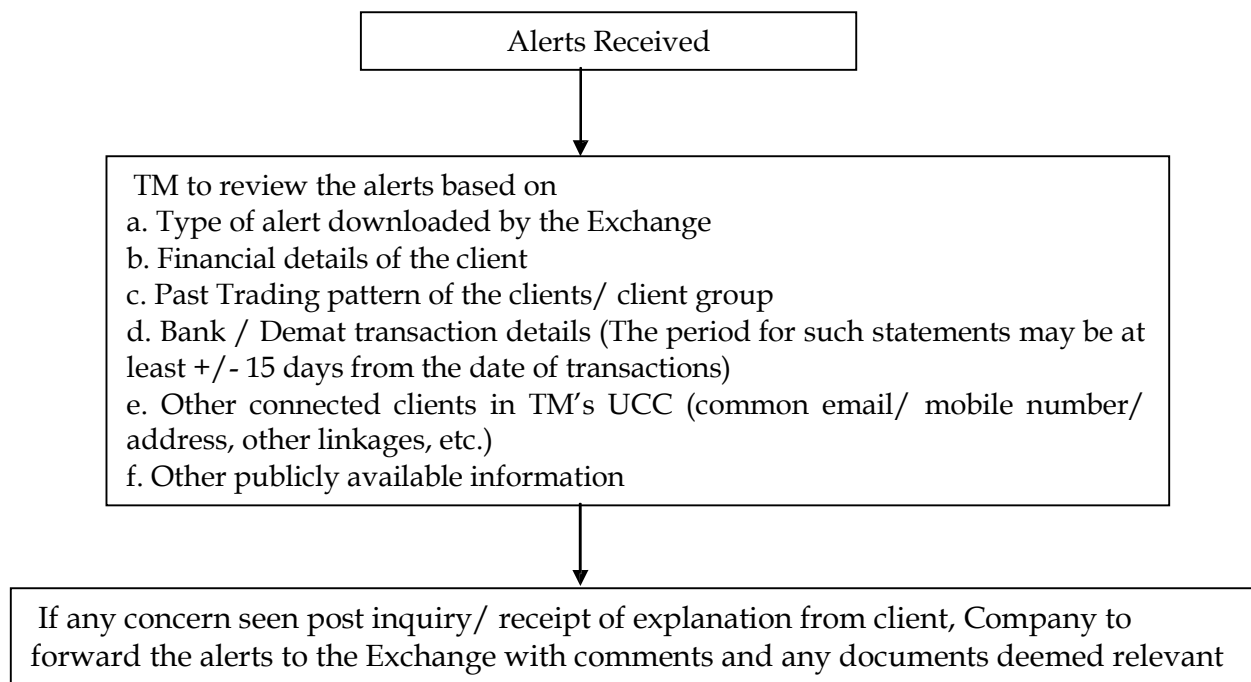 Alerts Received
TM to review the alerts based on
a. Type of alert downloaded by the Exchange
b. Financial details of the client
c. Past Trading pattern of the clients/ client group
d. Bank / Demat transaction details (The period for such statements may be at
least +/- 15 days from the date of transactions)
e. Other connected clients in TM’s UCC (common email/ mobile number/
address, other linkages, etc.)
f. Other publicly available information
If any concern seen post inquiry/ receipt of explanation from client, Company to
forward the alerts to the Exchange with comments and any documents deemed relevant